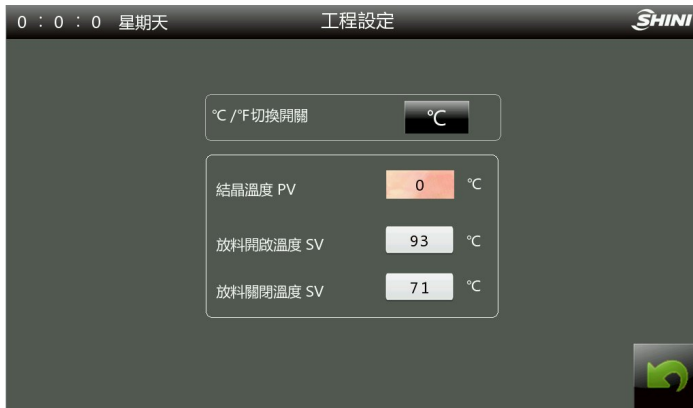 0 : 0 : 0 星期天 工程設定 SHINI
℃ /℉切換開關 ℃
結晶溫度 PV 0 ℃
放料開啟溫度 SV 93 ℃
放料關閉溫度 SV 71 ℃